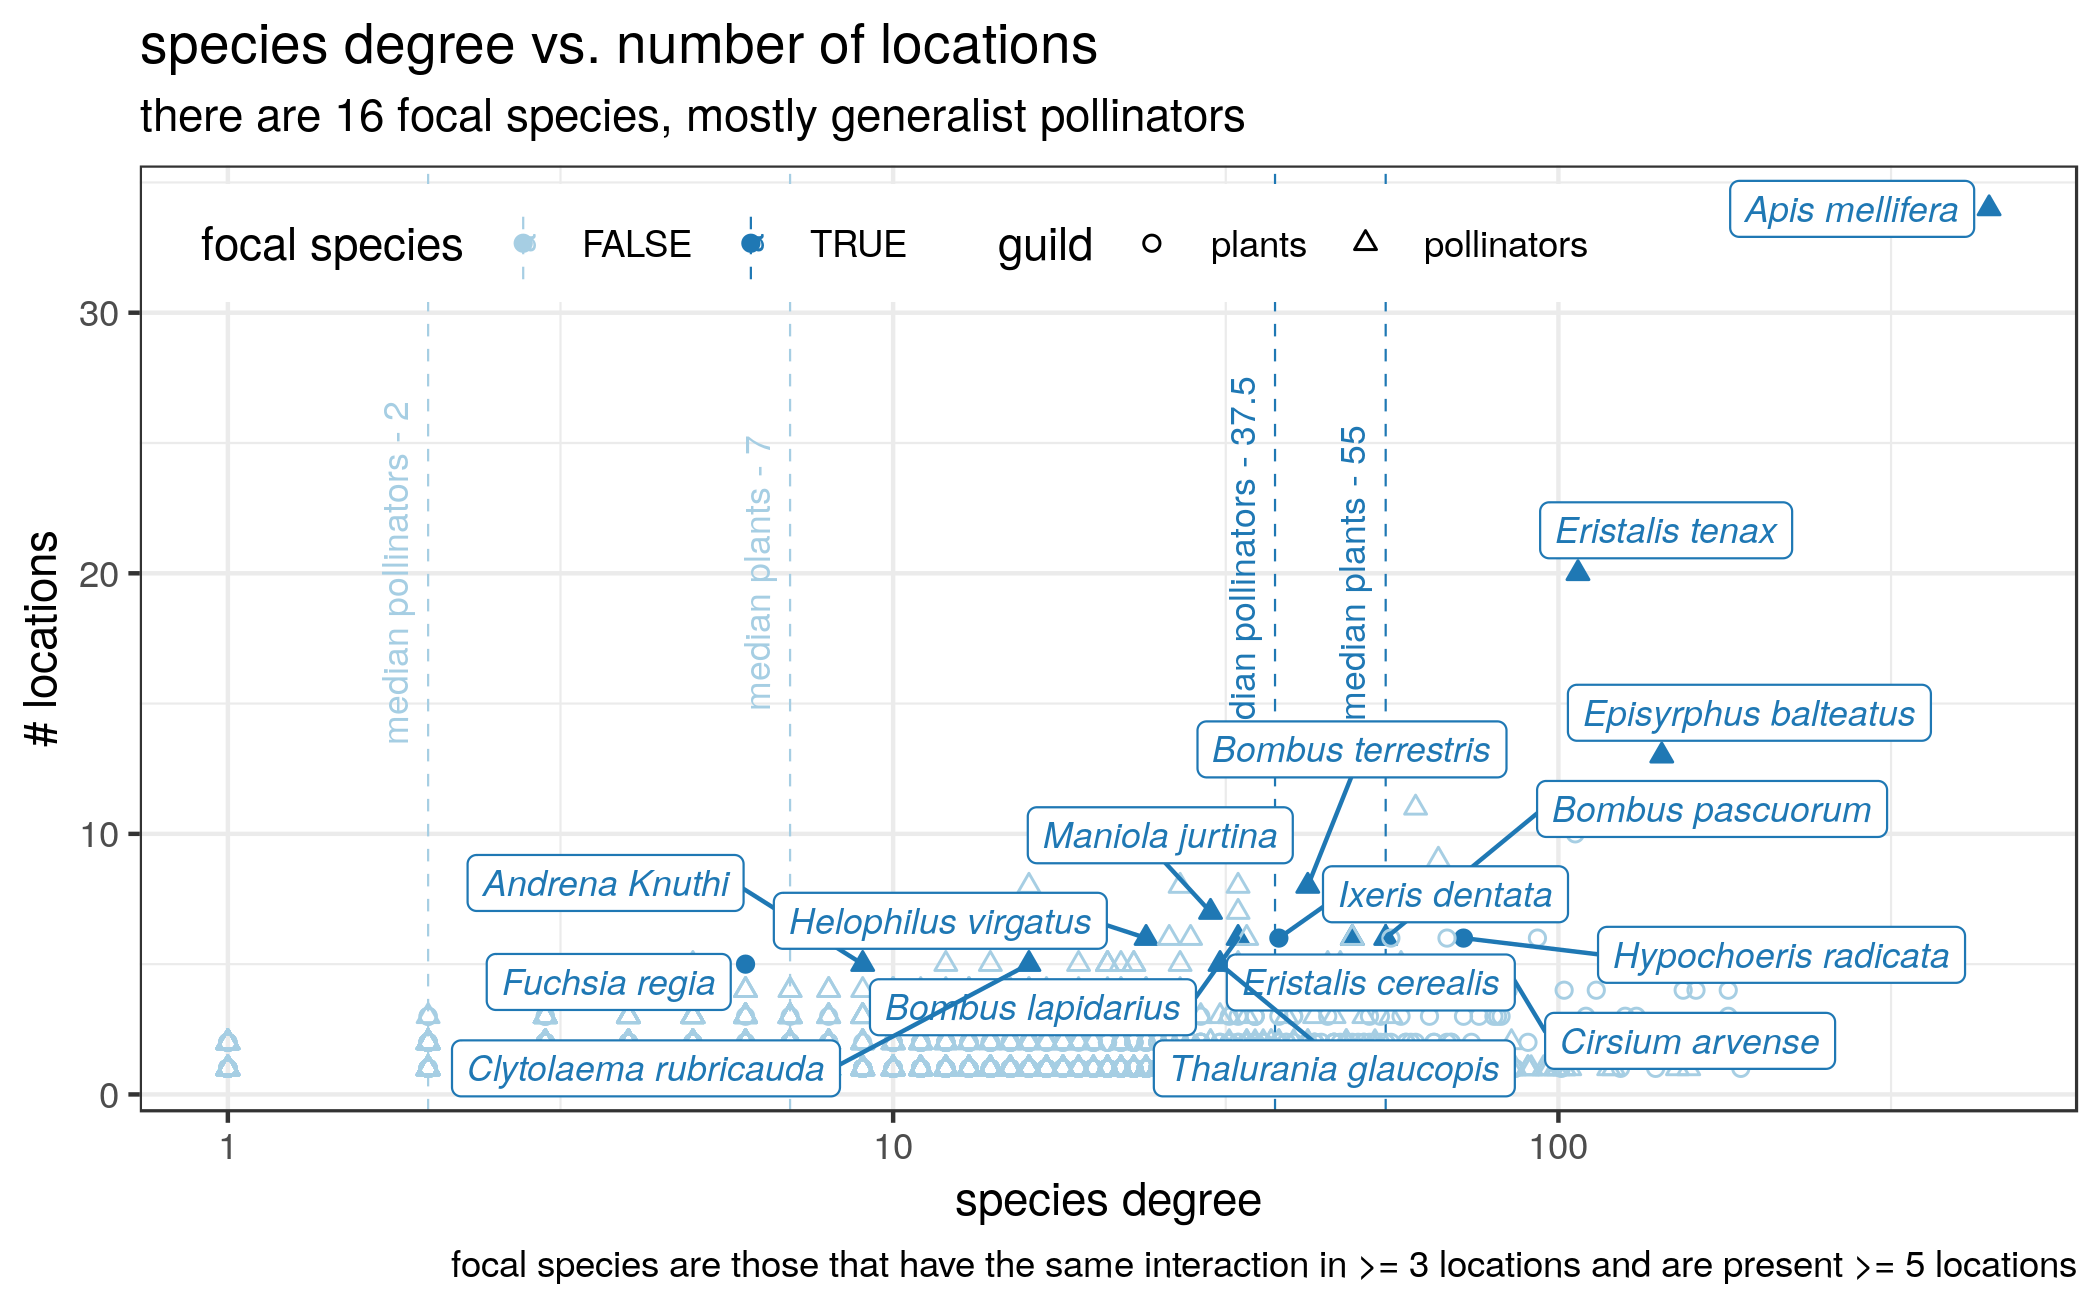 species degree vs. number of locations
there are 16 focal species, mostly generalist pollinators
focal species FALSE TRUE guild plants pollinators
Apis mellifera
30
20
10
0
# locations
median pollinators - 2
median plants - 7
dian pollinators - 37.5
median plants - 55
Eristalis tenax
Episyrphus balteatus
Bombus terrestris
Bombus pascuorum
Maniola jurtina
Andrena Knuthi
Ixeris dentata
Helophilus virgatus
Hypochoeris radicata
Fuchsia regia
Eristalis cerealis
Bombus lapidarius
Cirsium arvense
Clytolaema rubricauda
Thalurania glaucopis
1 10 100
species degree
focal species are those that have the same interaction in >= 3 locations and are present >= 5 locations